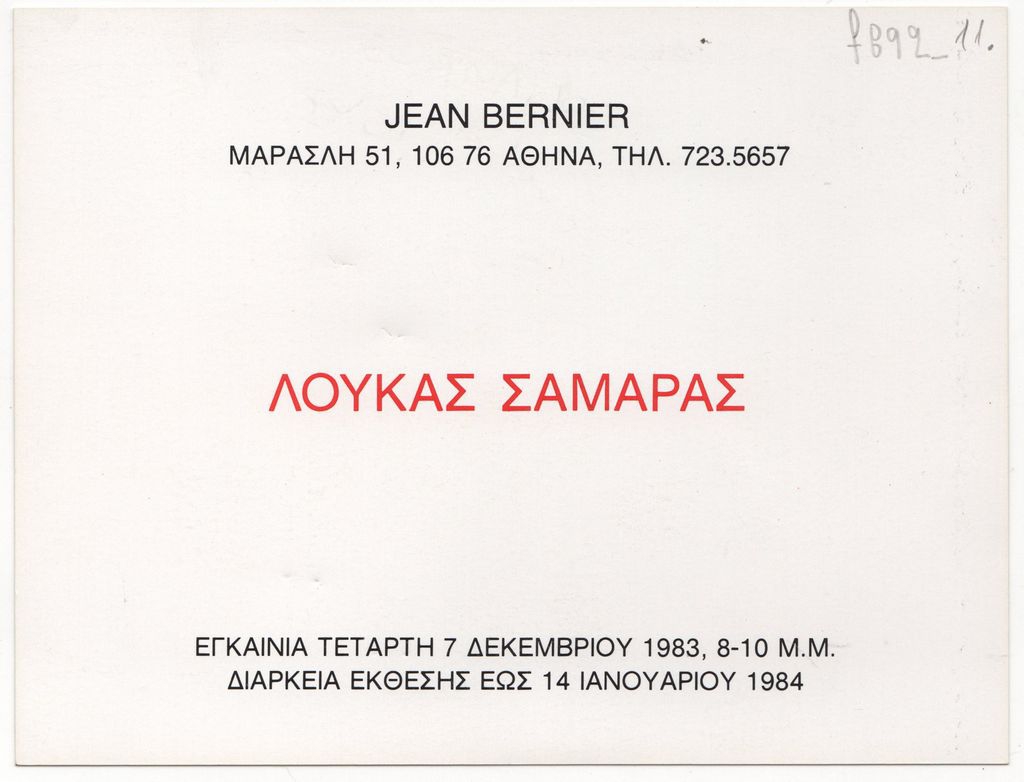 fB92_11.
JEAN BERNIER
ΜΑΡΑΣΛΗ 51, 106 76 ΑΘΗΝΑ, ΤΗΛ. 723.5657
ΛΟΥΚΑΣ ΣΑΜΑΡΑΣ
ΕΓΚΑΙΝΙΑ ΤΕΤΑΡΤΗ 7 ΔΕΚΕΜΒΡΙΟΥ 1983, 8-10 Μ.Μ.
ΔΙΑΡΚΕΙΑ ΕΚΘΕΣΗΣ ΕΩΣ 14 ΙΑΝΟΥΑΡΙΟΥ 1984